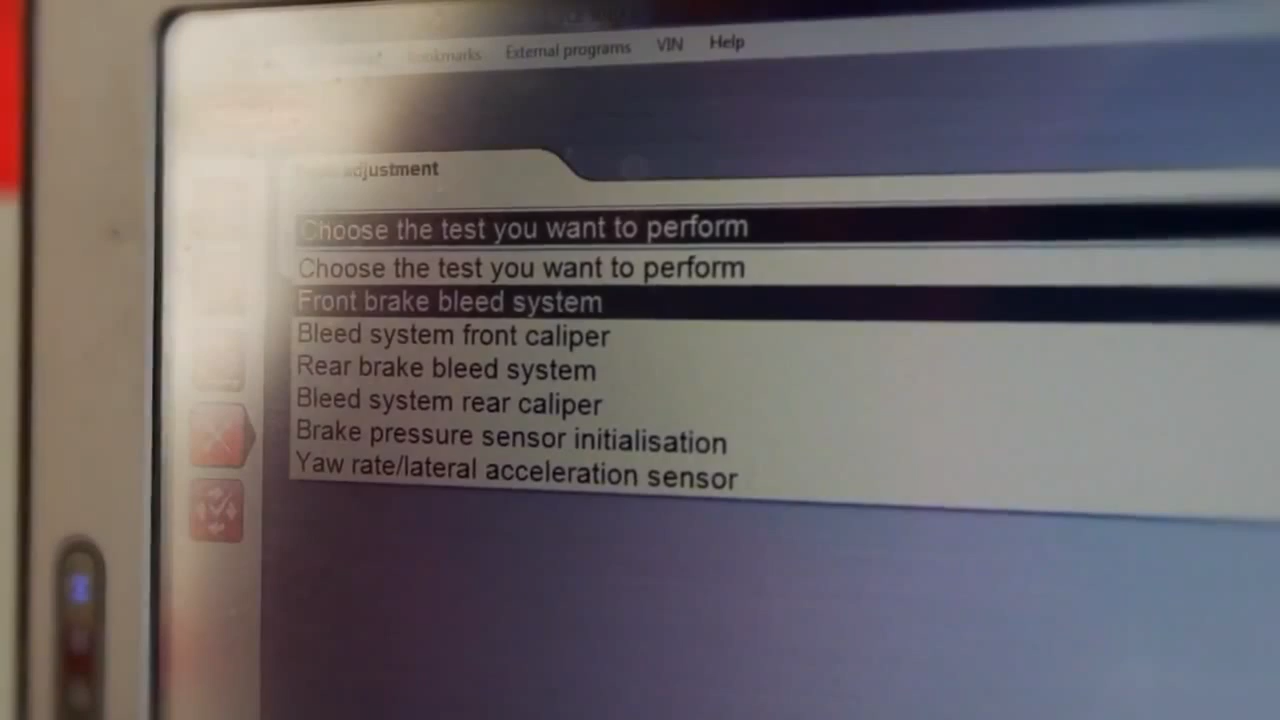 Bookmarks External programs VIN Help
adjustment
Choose the test you want to perform
Choose the test you want to perform
Front brake bleed system
Bleed system front caliper
Rear brake bleed system
Bleed system rear caliper
Brake pressure sensor initialisation
Yaw rate/lateral acceleration sensor